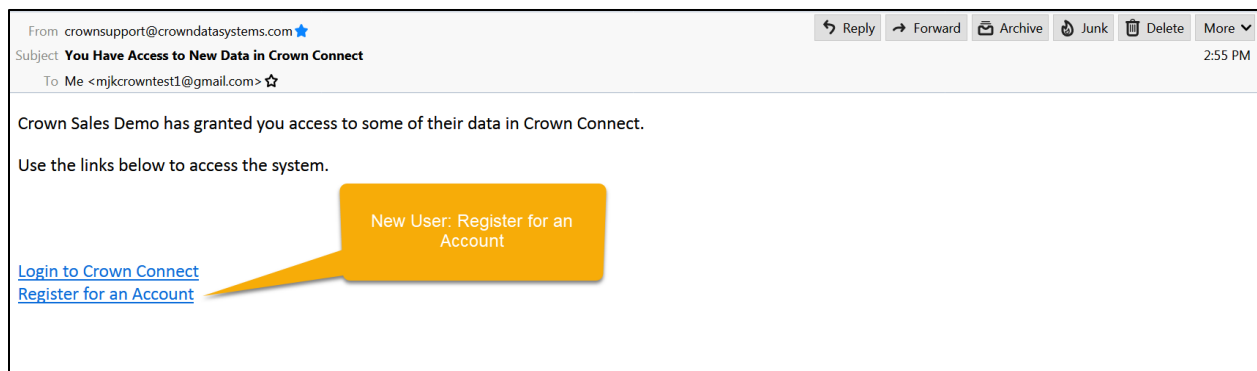 From crownsupport@crowndatasystems.com
Reply Forward Archive Junk Delete More
Subject You Have Access to New Data in Crown Connect
2:55 PM
To Me <mjkcrowntest1@gmail.com>
Crown Sales Demo has granted you access to some of their data in Crown Connect.
Use the links below to access the system.
New User: Register for an
Account
Login to Crown Connect
Register for an Account